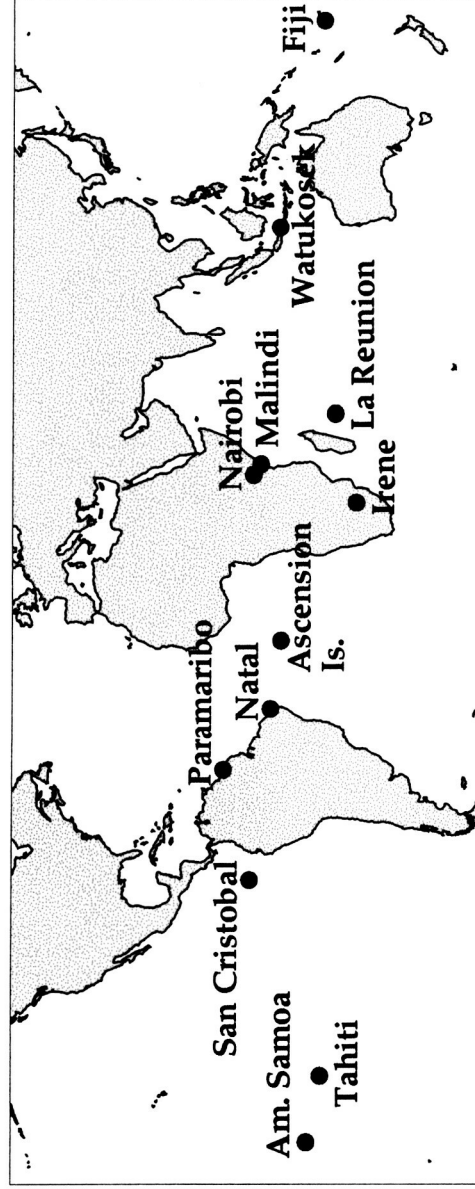 Am. Samoa
Tahiti
San Cristobal
Paramaribo
Natal
Ascension
Is.
Nairobi
Malindi
Irene
La Reunion
Watukosek
Fiji